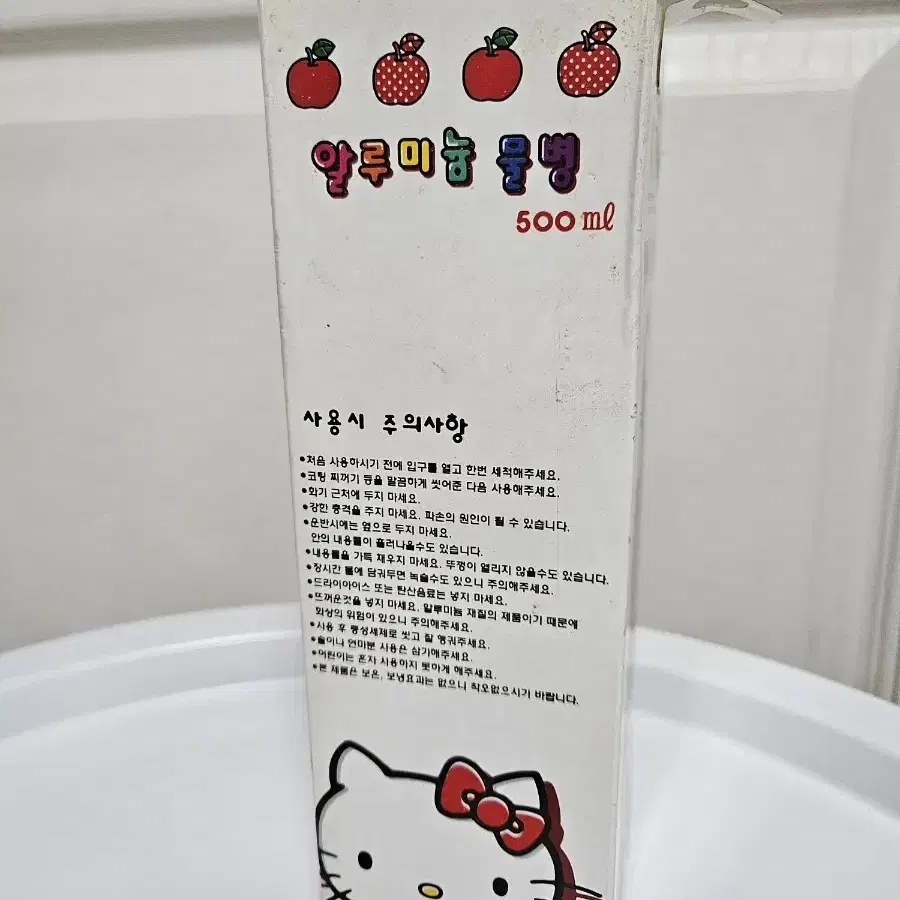 알루미늄 물병
500 ml
사용시 주의사항
•처음 사용하시기 전에 입구를 열고 한번 세척해주세요.
•코팅 찌꺼기 등을 말끔하게 씻어준 다음 사용해주세요.
•화기 근처에 두지 마세요.
•강한 충격을 주지 마세요. 파손의 원인이 될 수 있습니다.
•운반시에는 옆으로 두지 마세요.
안의 내용물이 흘러나올수도 있습니다.
•내용물을 가득 채우지 마세요. 뚜껑이 열리지 않을수도 있습니다.
•장시간 물에 담궈두면 녹슬수도 있으니 주의해주세요.
•드라이아이스 또는 탄산음료는 넣지 마세요.
•뜨거운것을 넣지 마세요. 알루미늄 재질의 제품이기 때문에
화상의 위험이 있으니 주의해주세요.
•사용 후 중성세제로 씻고 잘 헹궈주세요.
•솔이나 연마분 사용은 삼가해주세요.
•어린이는 혼자 사용하지 못하게 해주세요.
•본 제품은 보온, 보냉효과는 없으니 착오없으시기 바랍니다.